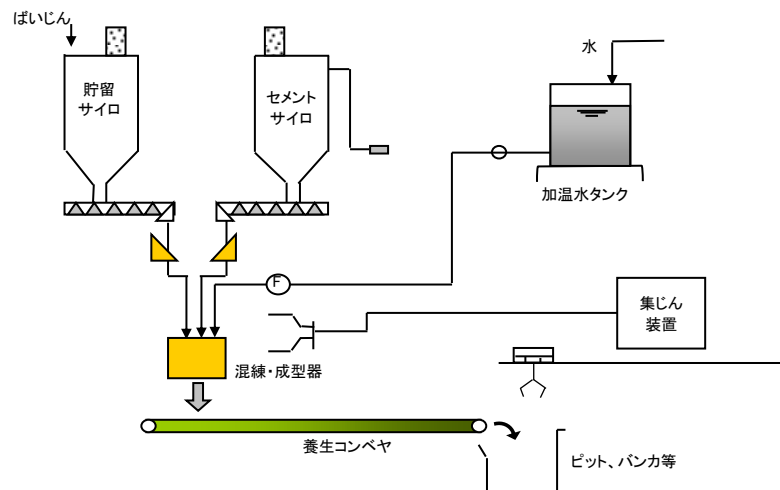 ばいじん
貯留
サイロ
セメント
サイロ
水
加温水タンク
F
集じん
装置
混練・成型器
養生コンベヤ
ピット、バンカ等